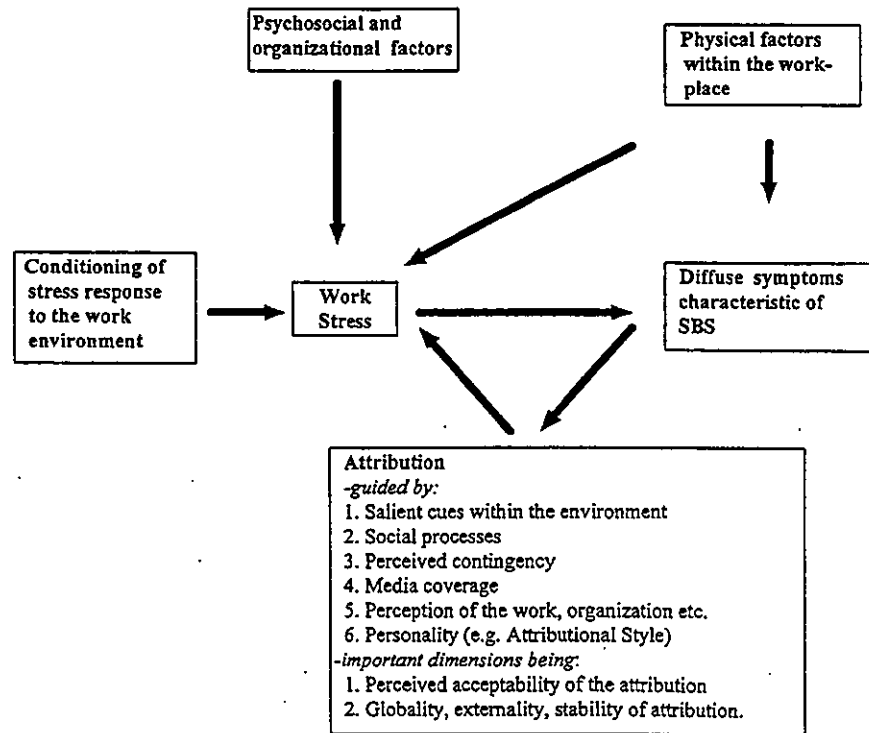 Psychosocial and
organizational factors
Physical factors
within the work-
place
Conditioning of
stress response
to the work
environment
Work
Stress
Diffuse symptoms
characteristic of
SBS
Attribution
-guided by:
1. Salient cues within the environment
2. Social processes
3. Perceived contingency
4. Media coverage
5. Perception of the work, organization etc.
6. Personality (e.g. Attributional Style)
-important dimensions being:
1. Perceived acceptability of the attribution
2. Globality, externality, stability of attribution.